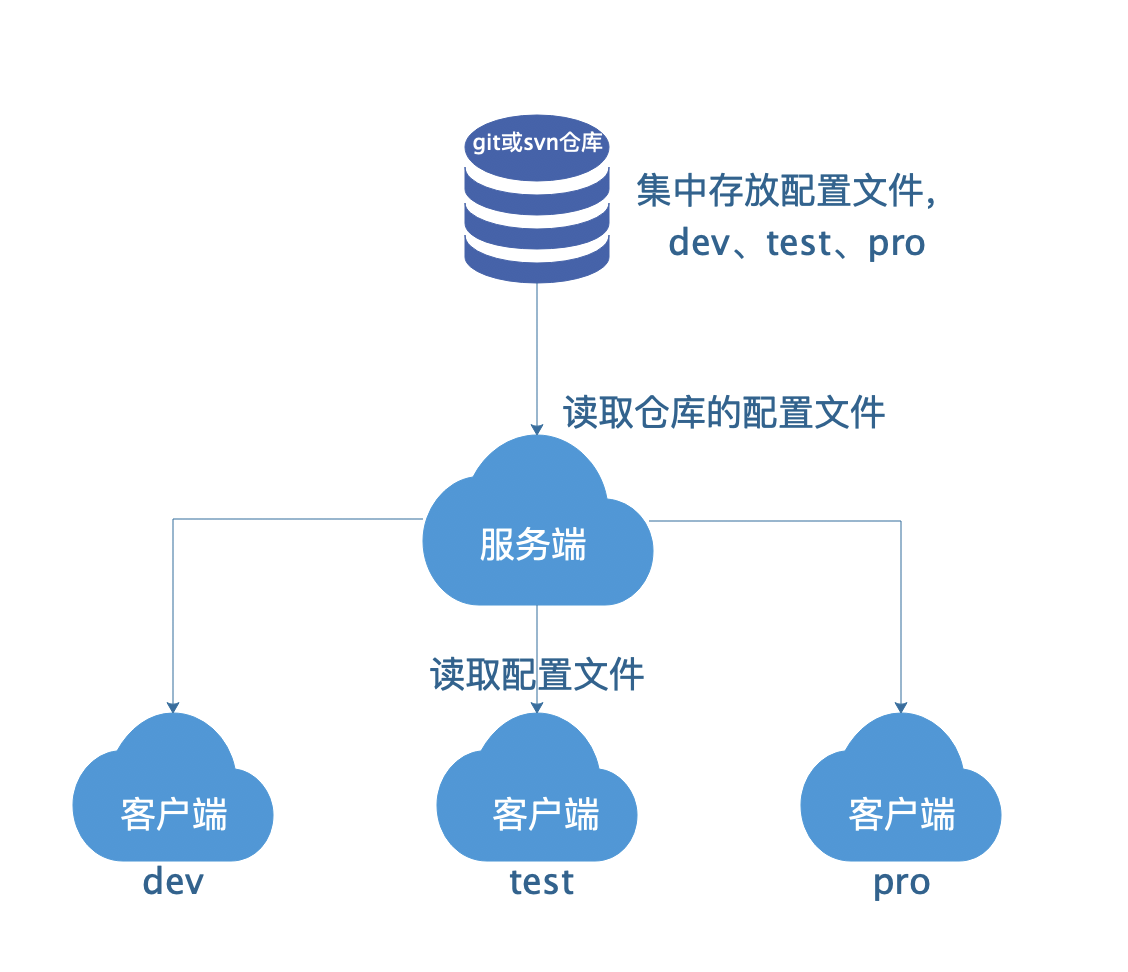 git或svn仓库
集中存放配置文件，
dev、test、pro
读取仓库的配置文件
服务端
读取配置文件
客户端
客户端
客户端
dev
test
pro